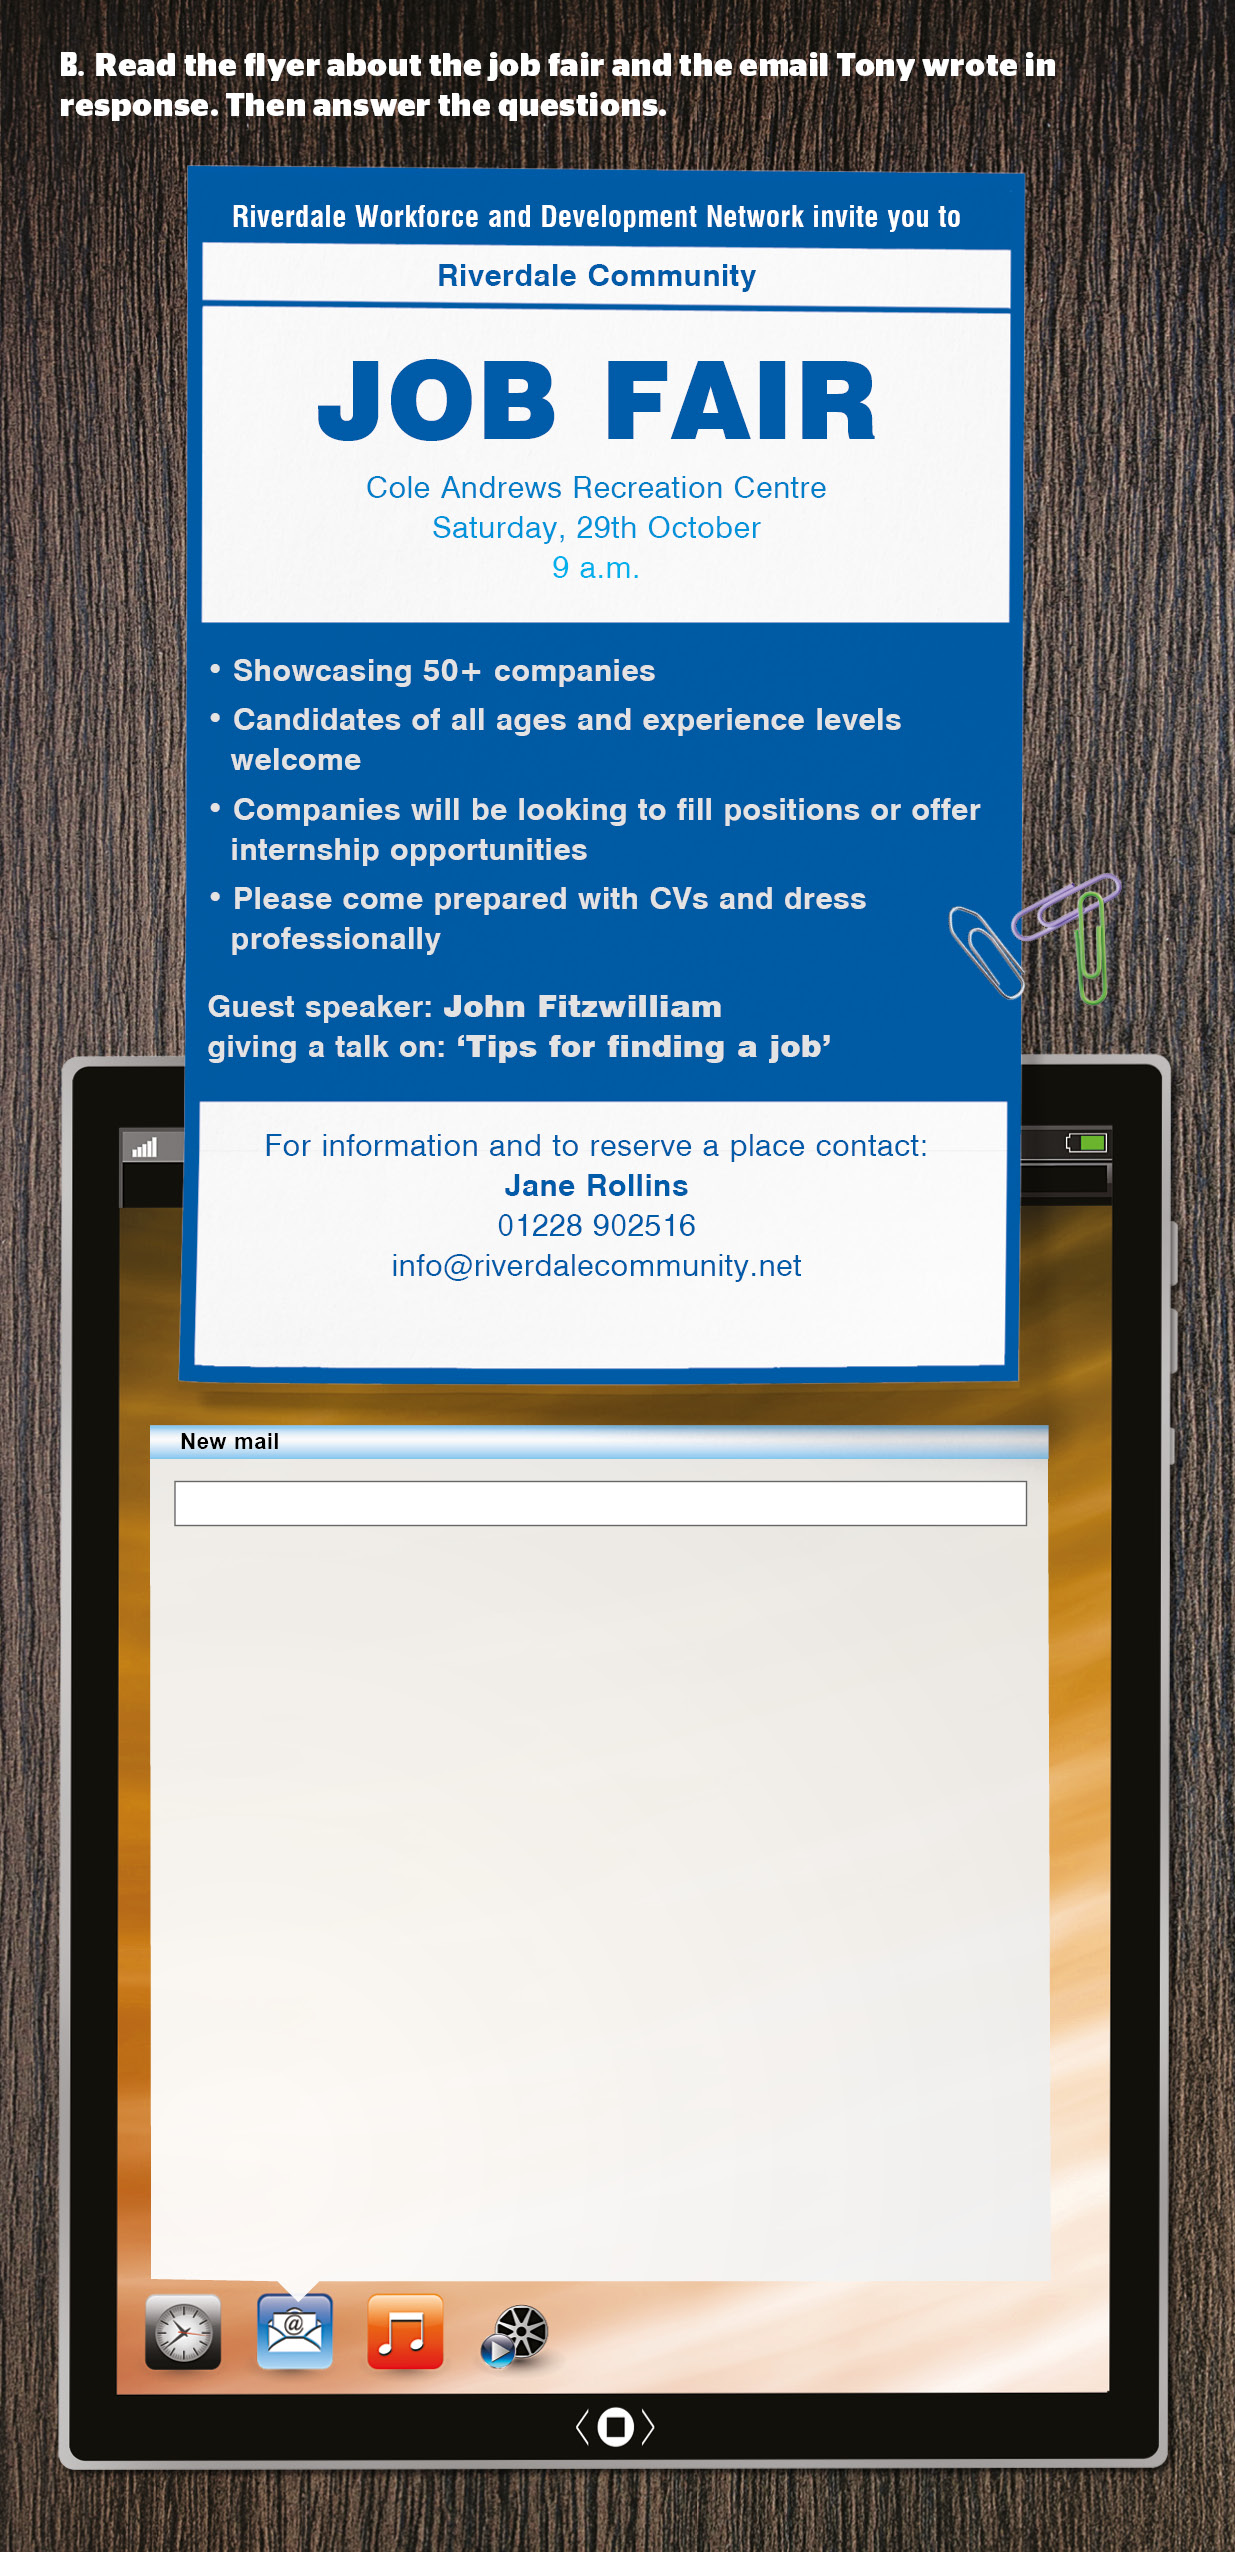 B. Read the flyer about the job fair and the email Tony wrote in
response. Then answer the questions.
Riverdale Workforce and Development Network invite you to
Riverdale Community
JOB FAIR
Cole Andrews Recreation Centre
Saturday, 29th October
9 a.m.
• Showcasing 50+ companies
• Candidates of all ages and experience levels
welcome
• Companies will be looking to fill positions or offer
internship opportunities
• Please come prepared with CVs and dress
professionally
Guest speaker: John Fitzwilliam
giving a talk on: ‘Tips for finding a job’
For information and to reserve a place contact:
Jane Rollins
01228 902516
info@riverdalecommunity.net
New mail
@